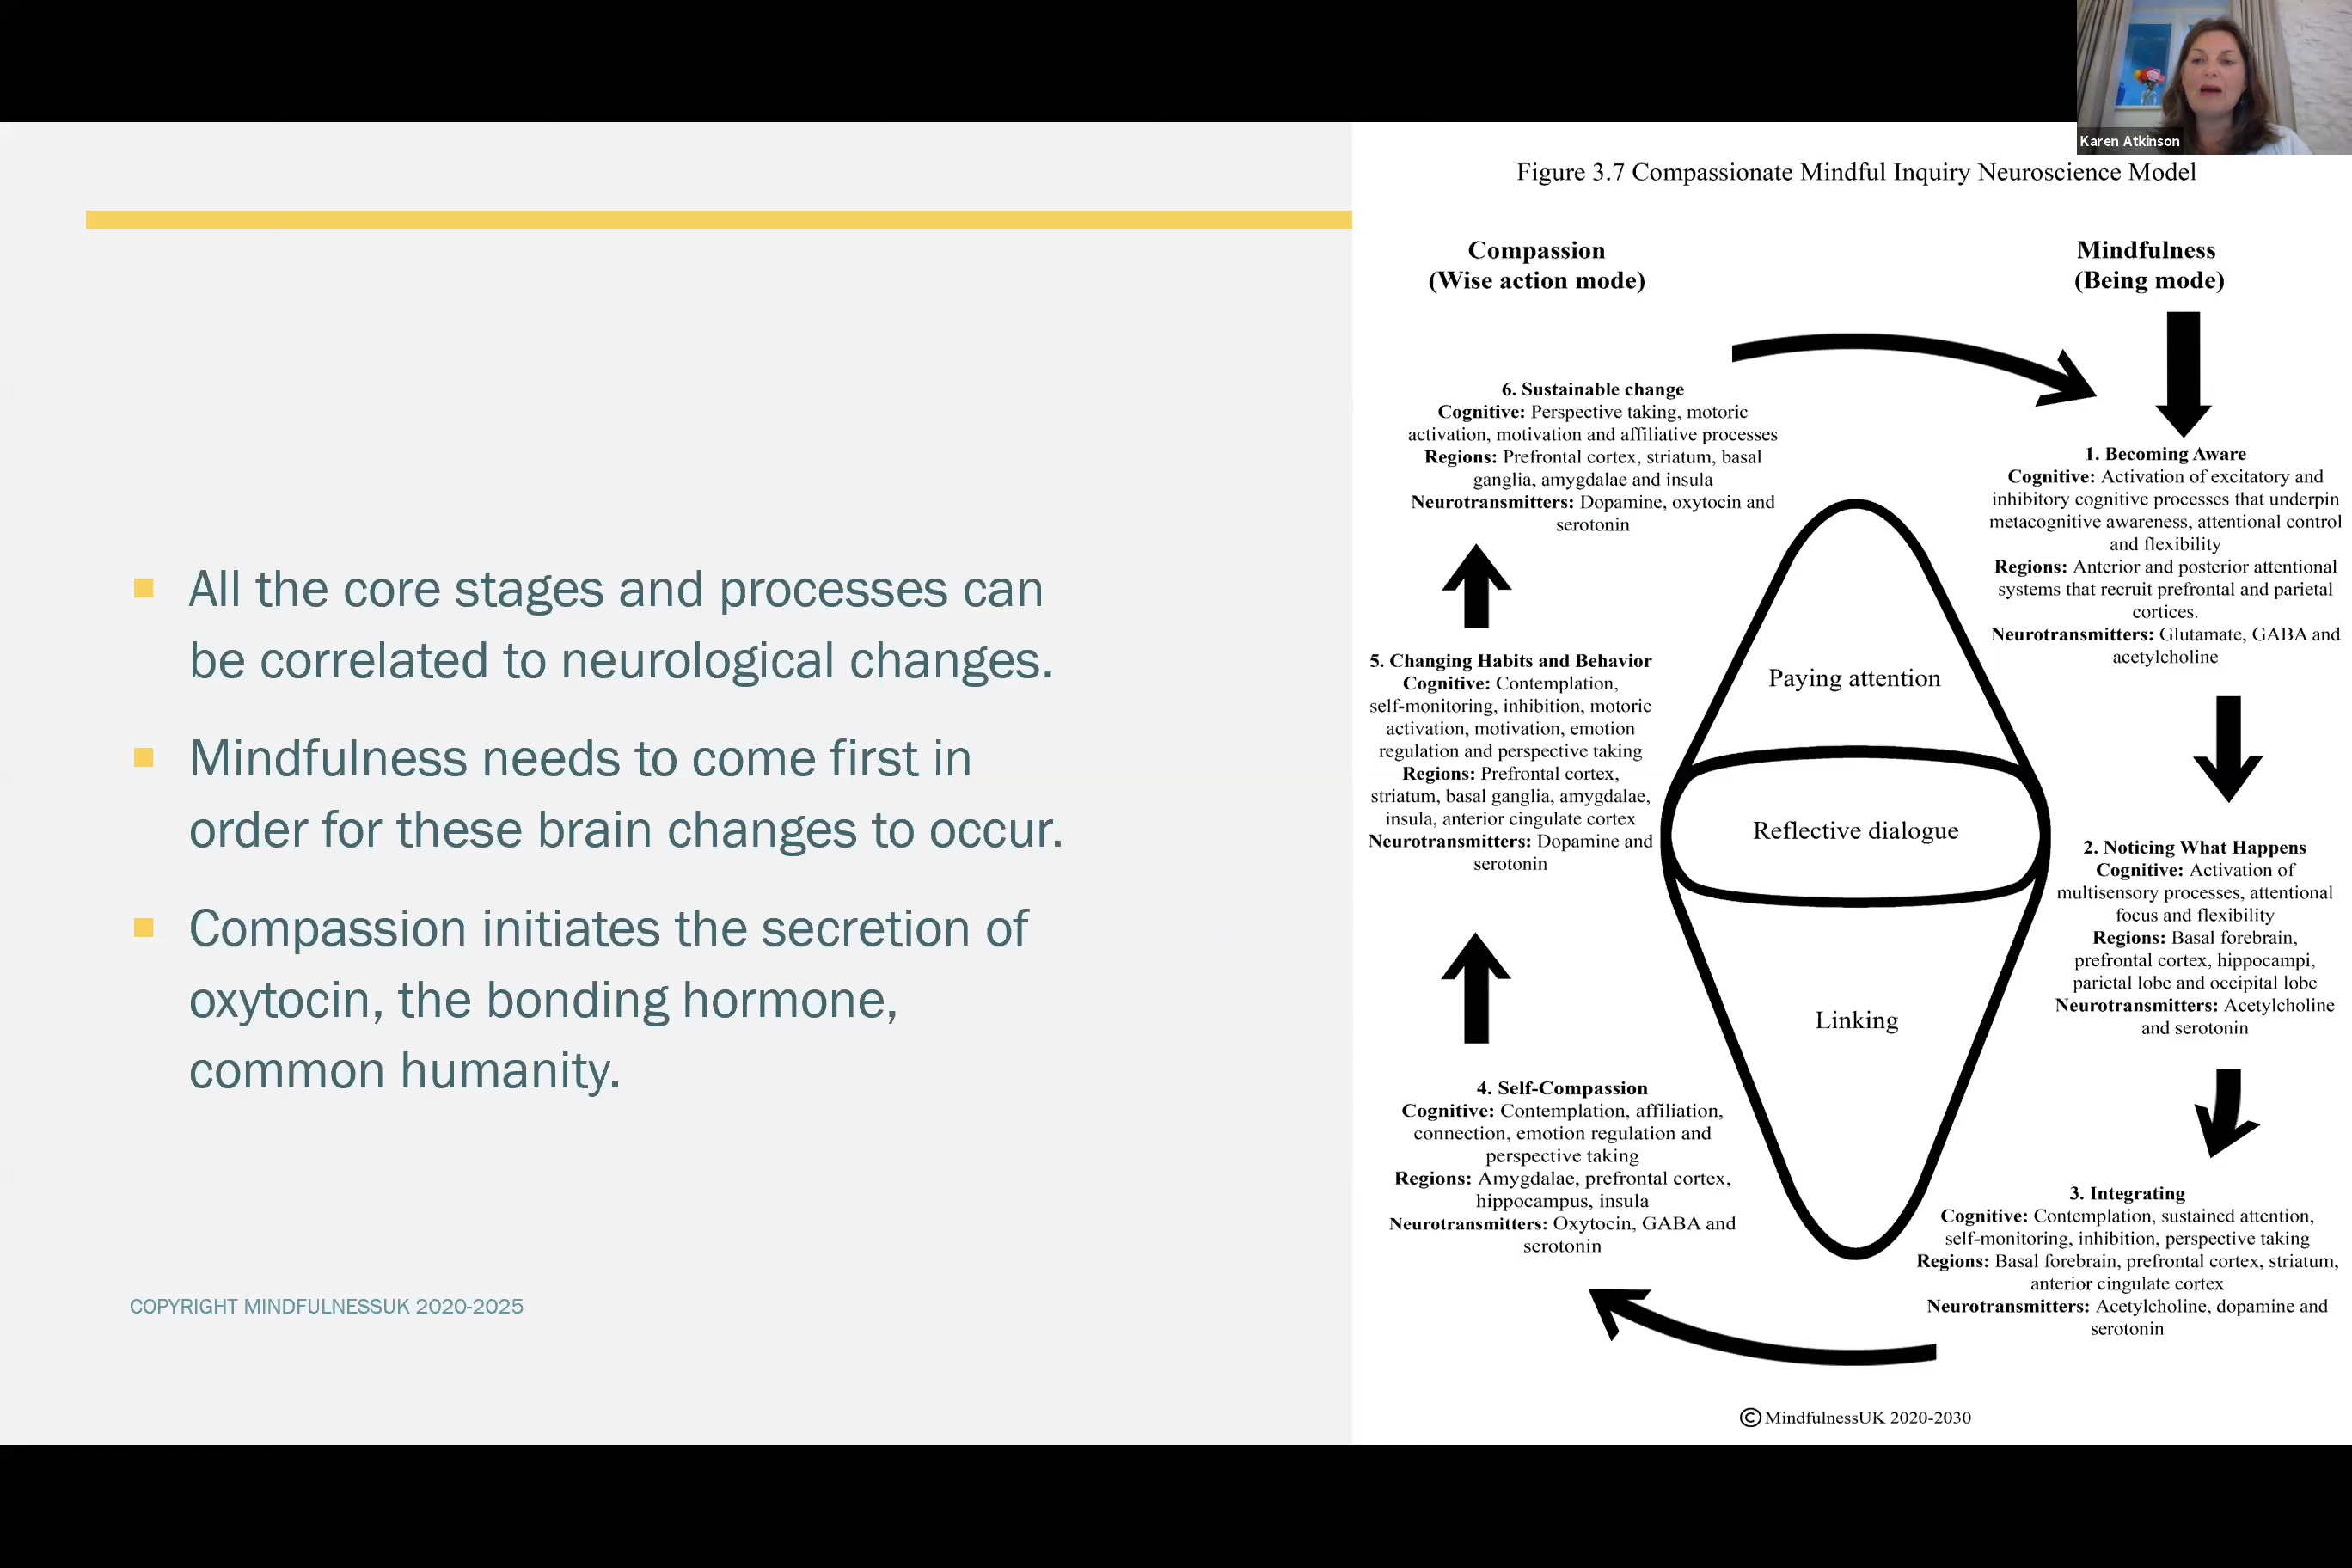 Karen Atkinson
All the core stages and processes can
be correlated to neurological changes.
Mindfulness needs to come first in
order for these brain changes to occur.
Compassion initiates the secretion of
oxytocin, the bonding hormone,
common humanity.
COPYRIGHT MINDFULNESSUK 2020-2025
Figure 3.7 Compassionate Mindful Inquiry Neuroscience Model
Compassion
(Wise action mode)
Mindfulness
(Being mode)
1. Becoming Aware
Cognitive: Activation of excitatory and
inhibitory cognitive processes that underpin
metacognitive awareness, attentional control
and flexibility
Regions: Anterior and posterior attentional
systems that recruit prefrontal and parietal
cortices.
Neurotransmitters: Glutamate, GABA and
acetylcholine
2. Noticing What Happens
Cognitive: Activation of
multisensory processes, attentional
focus and flexibility
Regions: Basal forebrain,
prefrontal cortex, hippocampi,
parietal lobe and occipital lobe
Neurotransmitters: Acetylcholine
and serotonin
3. Integrating
Cognitive: Contemplation, sustained attention,
self-monitoring, inhibition, perspective taking
Regions: Basal forebrain, prefrontal cortex, striatum,
anterior cingulate cortex
Neurotransmitters: Acetylcholine, dopamine and
serotonin
4. Self-Compassion
Cognitive: Contemplation, affiliation,
connection, emotion regulation and
perspective taking
Regions: Amygdalae, prefrontal cortex,
hippocampus, insula
Neurotransmitters: Oxytocin, GABA and
serotonin
5. Changing Habits and Behavior
Cognitive: Contemplation,
self-monitoring, inhibition, motoric
activation, motivation, emotion
regulation and perspective taking
Regions: Prefrontal cortex,
striatum, basal ganglia, amygdalae,
insula, anterior cingulate cortex
Neurotransmitters: Dopamine and
serotonin
6. Sustainable change
Cognitive: Perspective taking, motoric
activation, motivation and affiliative processes
Regions: Prefrontal cortex, striatum, basal
ganglia, amygdalae and insula
Neurotransmitters: Dopamine, oxytocin and
serotonin
Paying attention
Reflective dialogue
Linking
© MindfulnessUK 2020-2030